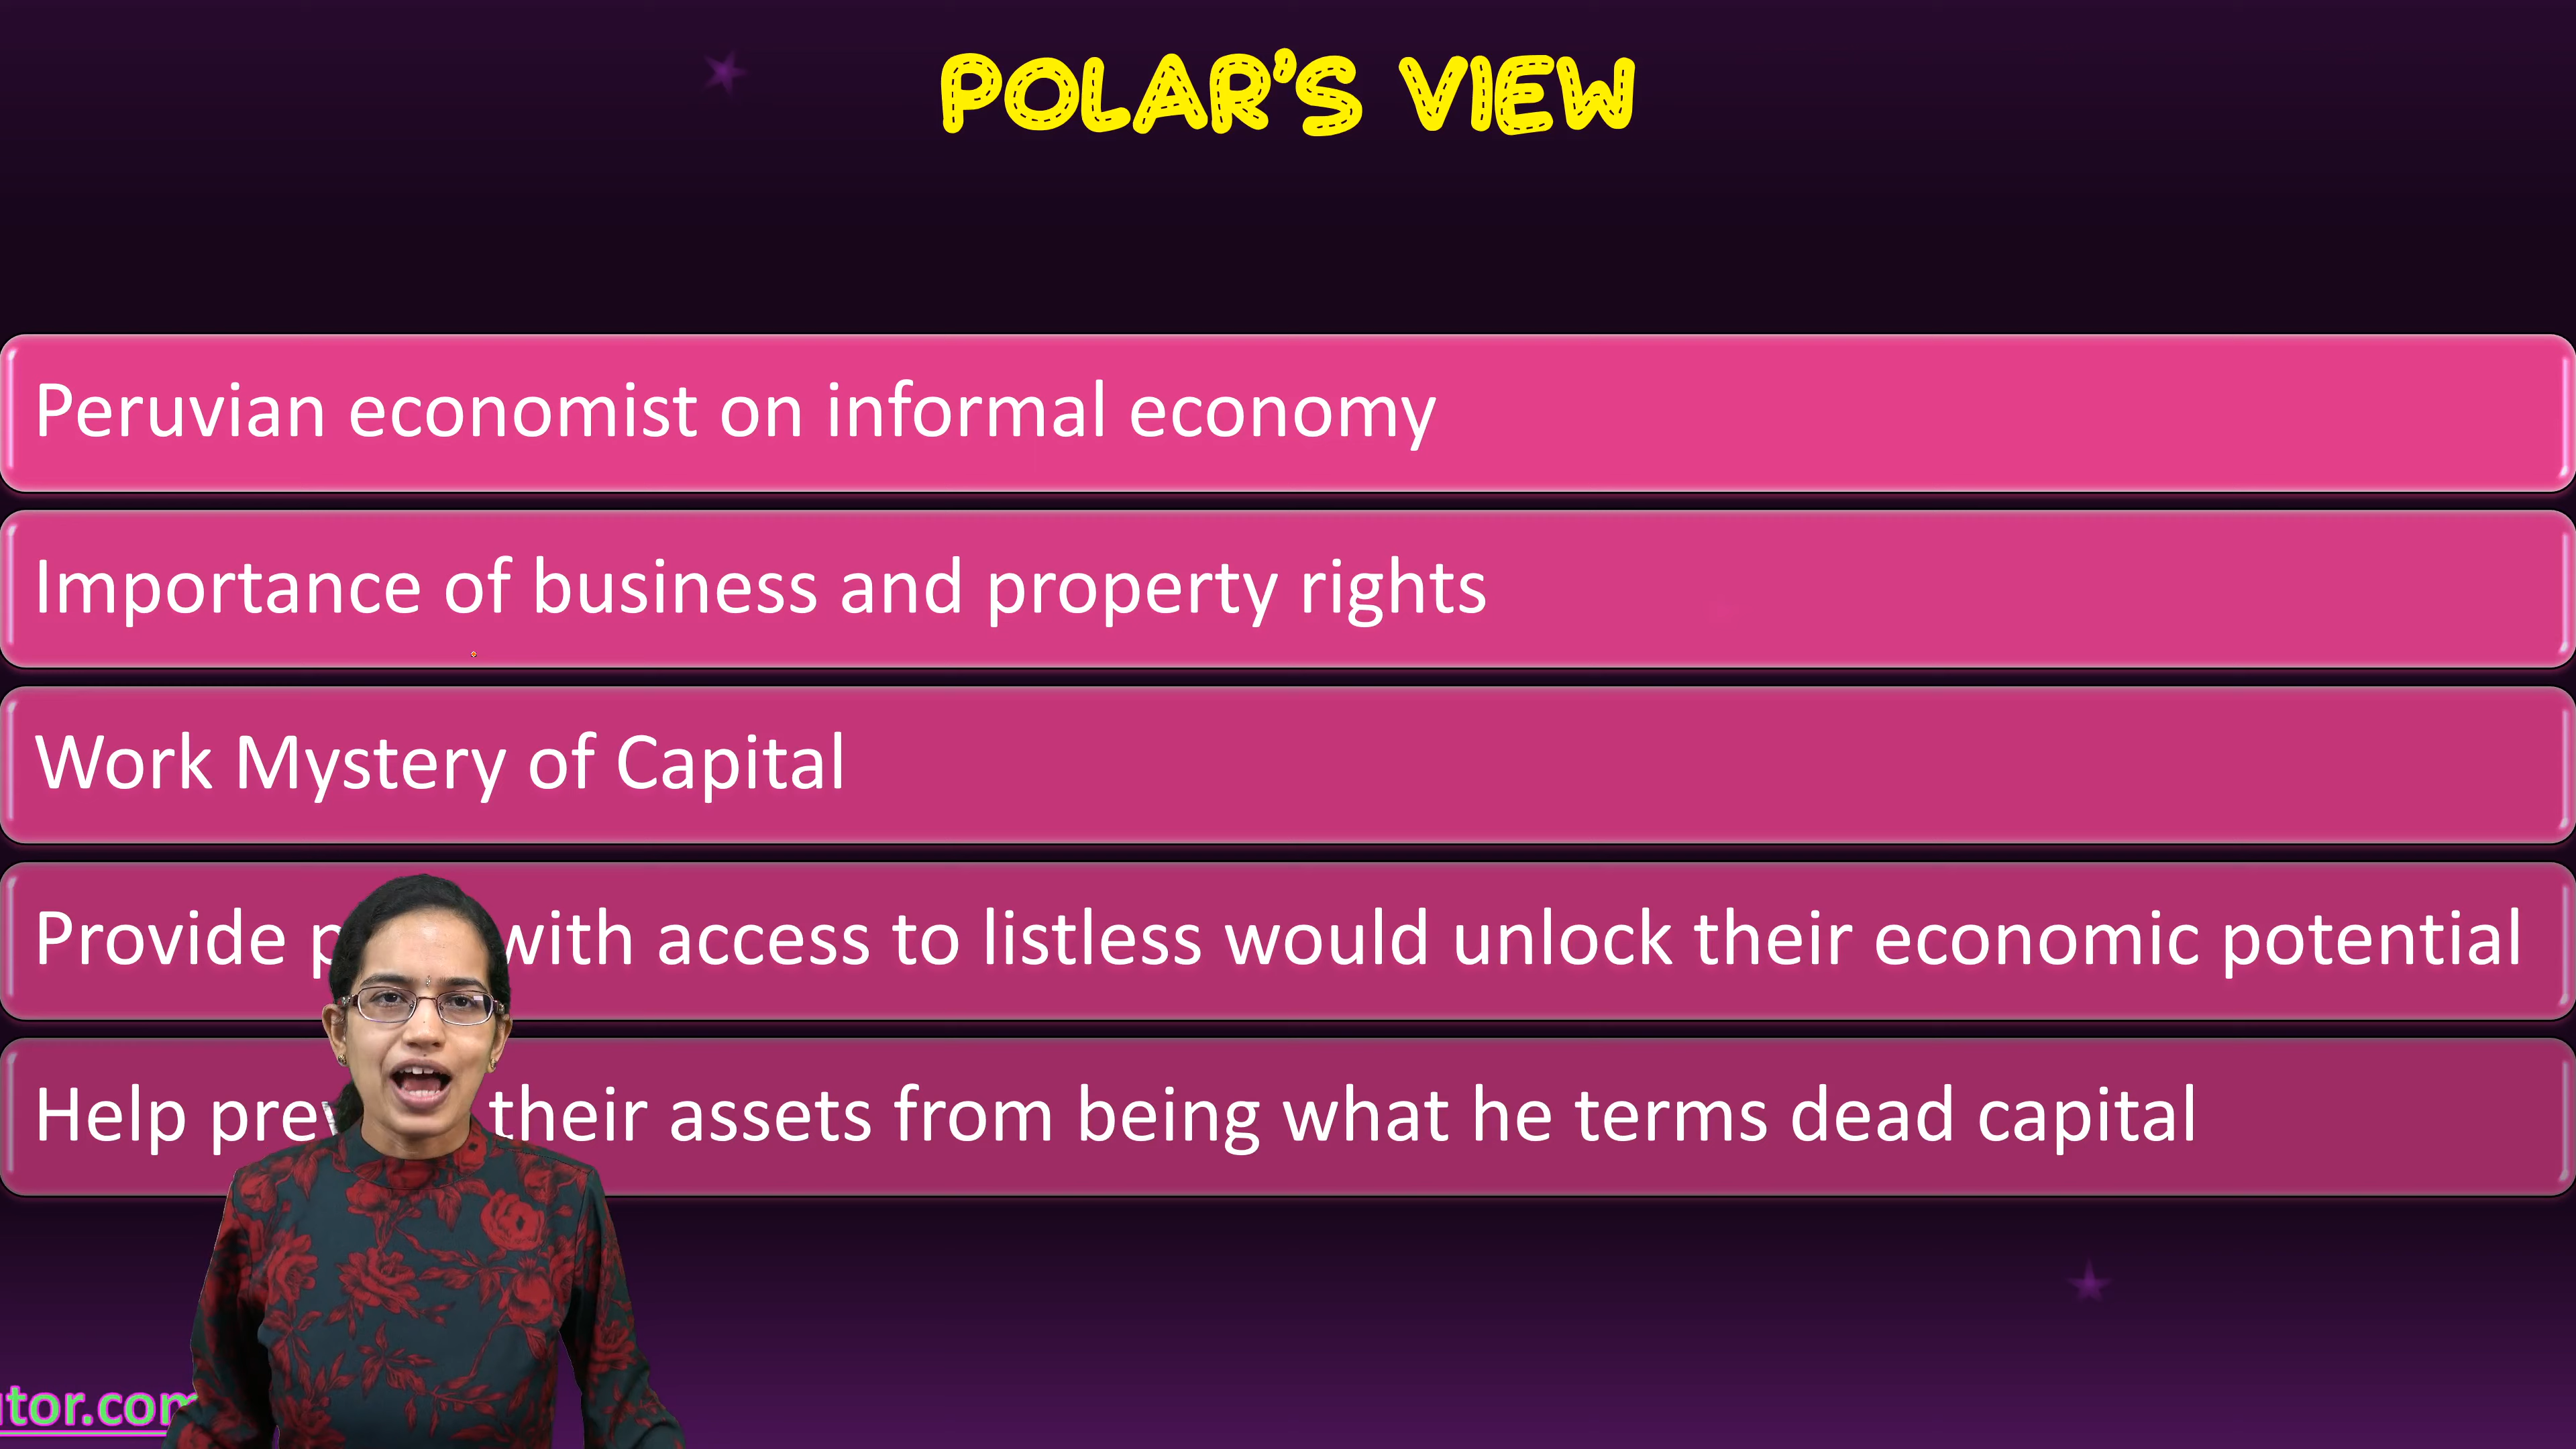 POLAR'S VIEW
Peruvian economist on informal economy
Importance of business and property rights
Work Mystery of Capital
Provide with access to listless would unlock their economic potential
Help their assets from being what he terms dead capital
tor.com